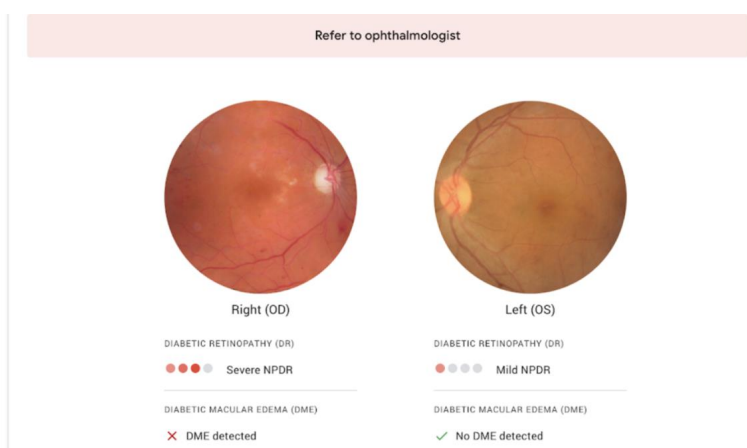 Refer to ophthalmologist
Right (OD)
Left (OS)
DIABETIC RETINOPATHY (DR)
Severe NPDR
DIABETIC RETINOPATHY (DR)
Mild NPDR
DIABETIC MACULAR EDEMA (DME)
DME detected
DIABETIC MACULAR EDEMA (DME)
No DME detected